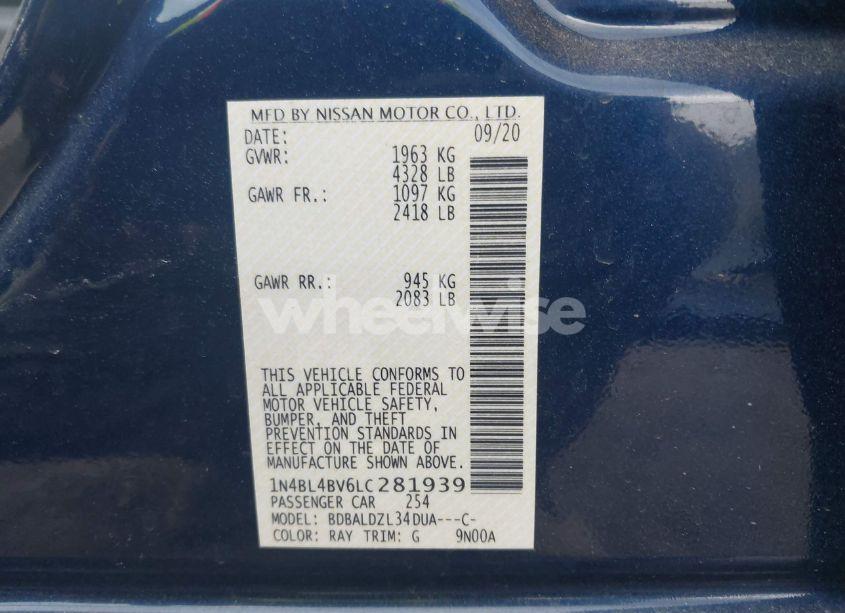 MFD BY NISSAN MOTOR CO., LTD.
DATE: 09/20
GVWR: 1963 KG
4328 LB
GAWR FR.: 1097 KG
2418 LB
GAWR RR.: 945 KG
2083 LB
wheelwise
THIS VEHICLE CONFORMS TO
ALL APPLICABLE FEDERAL
MOTOR VEHICLE SAFETY,
BUMPER, AND THEFT
PREVENTION STANDARDS IN
EFFECT ON THE DATE OF
MANUFACTURE SHOWN ABOVE.
1N4BL4BV6LC281939
PASSENGER CAR 254
MODEL: BDBALDZL34DUA---C-
COLOR: RAY TRIM: G 9N00A